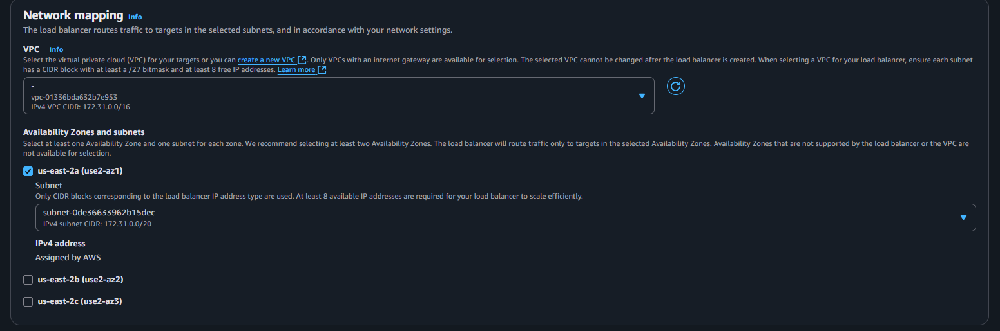 Network mapping Info
The load balancer routes traffic to targets in the selected subnets, and in accordance with your network settings.
VPC Info
Select the virtual private cloud (VPC) for your targets or you can create a new VPC. Only VPCs with an internet gateway are available for selection. The selected VPC cannot be changed after the load balancer is created. When selecting a VPC for your load balancer, ensure each subnet
has a CIDR block with at least a /27 bitmask and at least 8 free IP addresses. Learn more
-
vpc-01336bda632b7e953
IPv4 VPC CIDR: 172.31.0.0/16
Availability Zones and subnets
Select at least one Availability Zone and one subnet for each zone. We recommend selecting at least two Availability Zones. The load balancer will route traffic only to targets in the selected Availability Zones. Availability Zones that are not supported by the load balancer or the VPC are
not available for selection.
us-east-2a (use2-az1)
Subnet
Only CIDR blocks corresponding to the load balancer IP address type are used. At least 8 available IP addresses are required for your load balancer to scale efficiently.
subnet-0de36633962b15dec
IPv4 subnet CIDR: 172.31.0.0/20
IPv4 address
Assigned by AWS
us-east-2b (use2-az2)
us-east-2c (use2-az3)